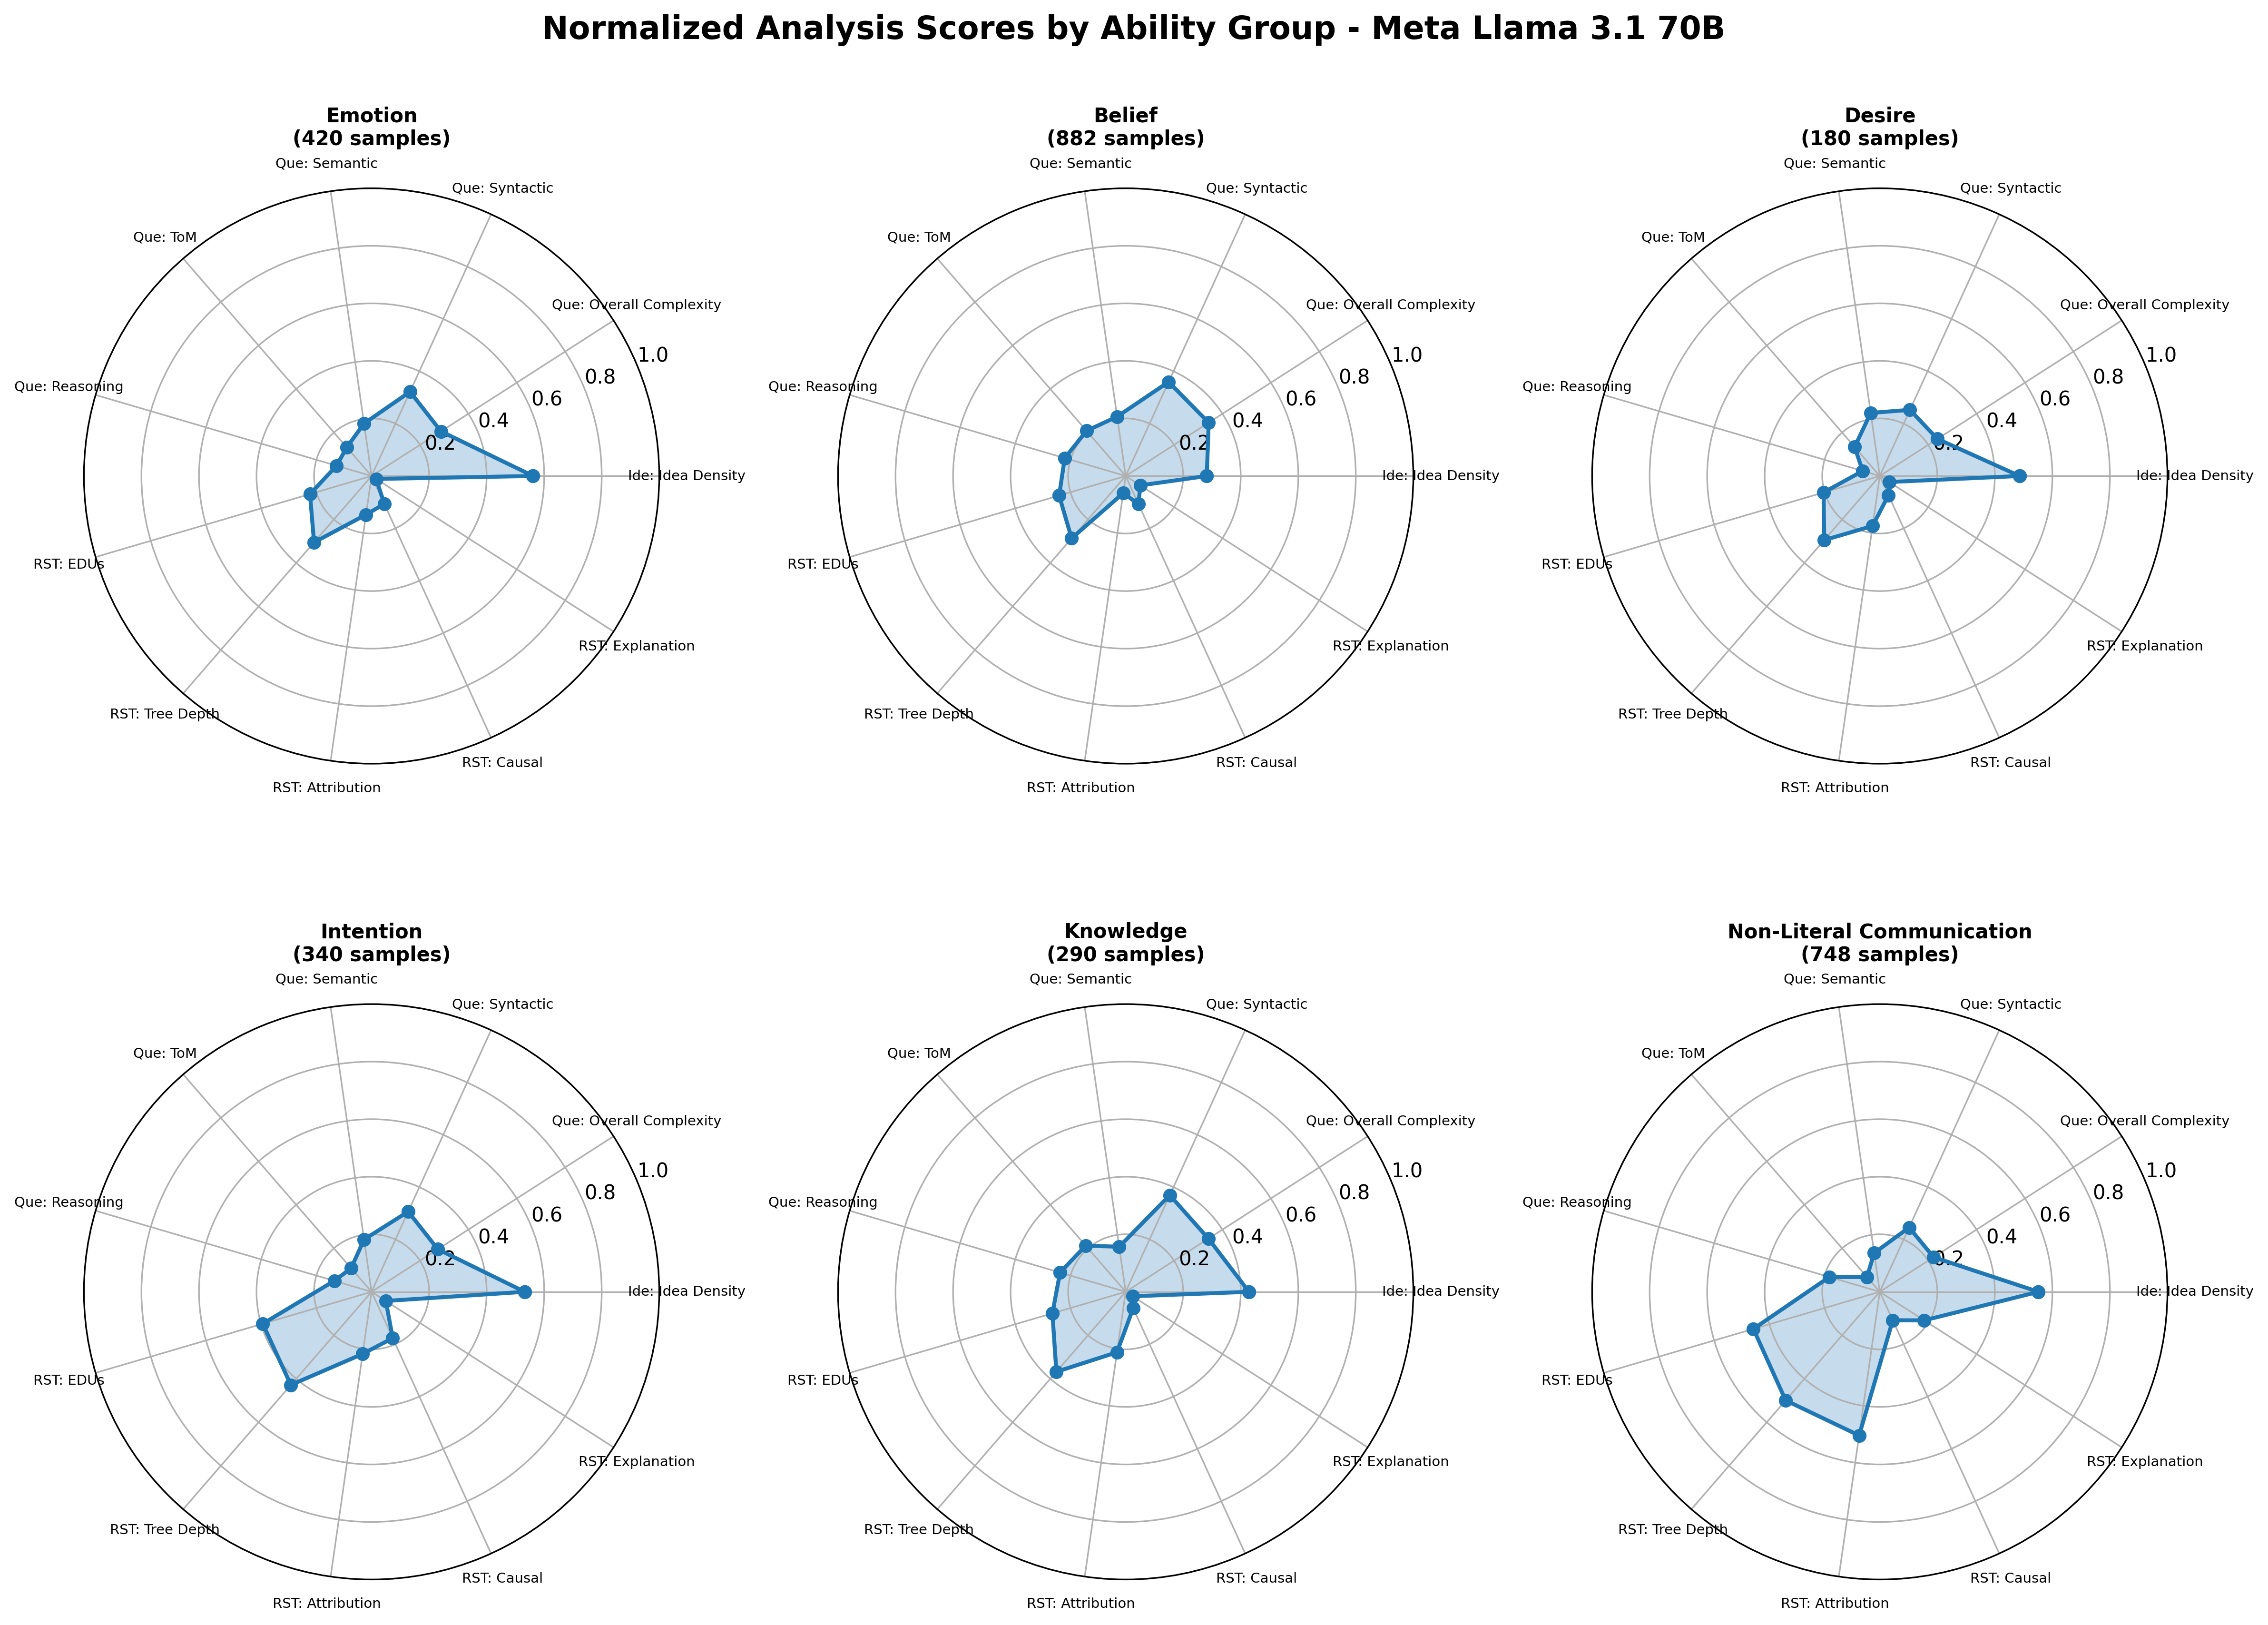 Normalized Analysis Scores by Ability Group - Meta Llama 3.1 70B
Emotion
(420 samples)
Que: Semantic
Que: Syntactic
Que: ToM
Que: Overall Complexity
1.0
0.8
0.6
0.4
0.2
Que: Reasoning
Ide: Idea Density
RST: EDUs
RST: Explanation
RST: Tree Depth
RST: Causal
RST: Attribution
Belief
(882 samples)
Que: Semantic
Que: Syntactic
Que: ToM
Que: Overall Complexity
1.0
0.8
0.6
0.4
0.2
Que: Reasoning
Ide: Idea Density
RST: EDUs
RST: Explanation
RST: Tree Depth
RST: Causal
RST: Attribution
Desire
(180 samples)
Que: Semantic
Que: Syntactic
Que: ToM
Que: Overall Complexity
1.0
0.8
0.6
0.4
0.2
Que: Reasoning
Ide: Idea Density
RST: EDUs
RST: Explanation
RST: Tree Depth
RST: Causal
RST: Attribution
Intention
(340 samples)
Que: Semantic
Que: Syntactic
Que: ToM
Que: Overall Complexity
1.0
0.8
0.6
0.4
0.2
Que: Reasoning
Ide: Idea Density
RST: EDUs
RST: Explanation
RST: Tree Depth
RST: Causal
RST: Attribution
Knowledge
(290 samples)
Que: Semantic
Que: Syntactic
Que: ToM
Que: Overall Complexity
1.0
0.8
0.6
0.4
0.2
Que: Reasoning
Ide: Idea Density
RST: EDUs
RST: Explanation
RST: Tree Depth
RST: Causal
RST: Attribution
Non-Literal Communication
(748 samples)
Que: Semantic
Que: Syntactic
Que: ToM
Que: Overall Complexity
1.0
0.8
0.6
0.4
0.2
Que: Reasoning
Ide: Idea Density
RST: EDUs
RST: Explanation
RST: Tree Depth
RST: Causal
RST: Attribution